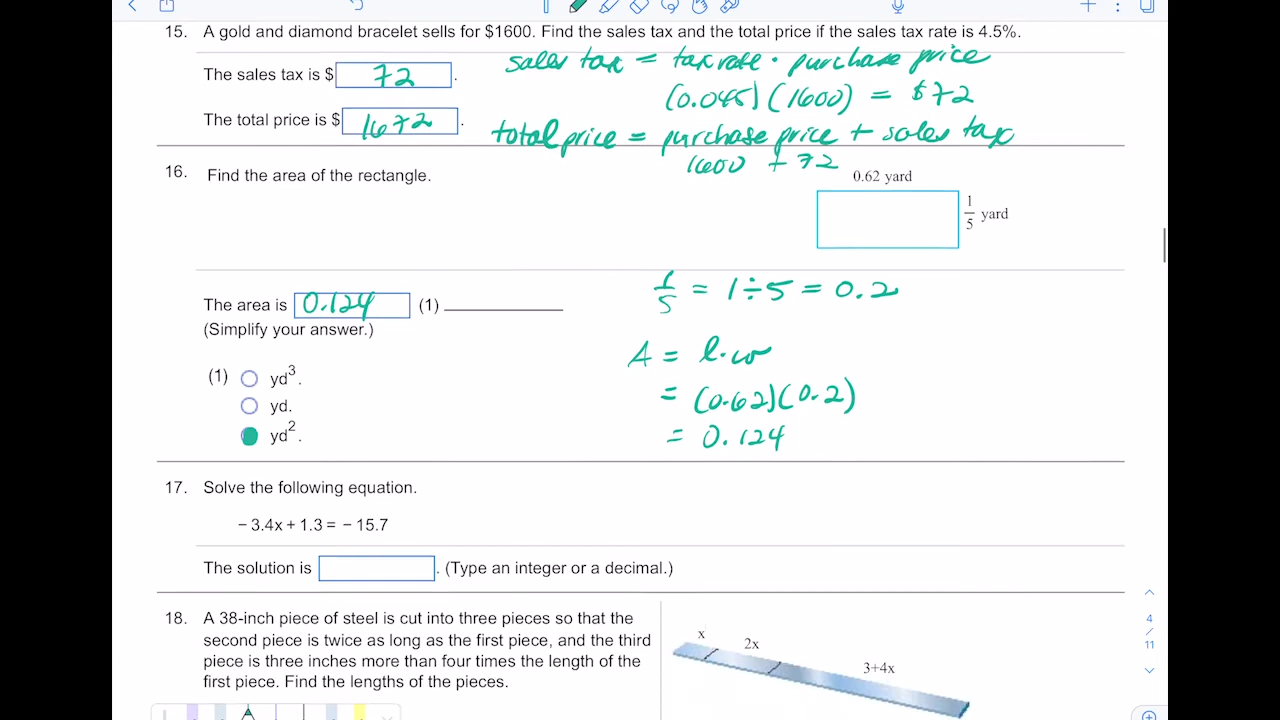 15. A gold and diamond bracelet sells for $1600. Find the sales tax and the total price if the sales tax rate is 4.5%.
sales tax = tax rate • purchase price
The sales tax is $ 72 .
(0.045)(1600) = $72
The total price is $ 1672 .
total price = purchase price + sales tax
1600 + 72
16. Find the area of the rectangle.
0.62 yard
1/5 yard
1/5 = 1÷5 = 0.2
The area is 0.124 (1)
(Simplify your answer.)
A = l·w
(1) yd³.
= (0.62)(0.2)
yd.
yd².
= 0.124
17. Solve the following equation.
− 3.4x + 1.3 = − 15.7
The solution is . (Type an integer or a decimal.)
18. A 38-inch piece of steel is cut into three pieces so that the
second piece is twice as long as the first piece, and the third
piece is three inches more than four times the length of the
first piece. Find the lengths of the pieces.
x
2x
3+4x
4
/
11